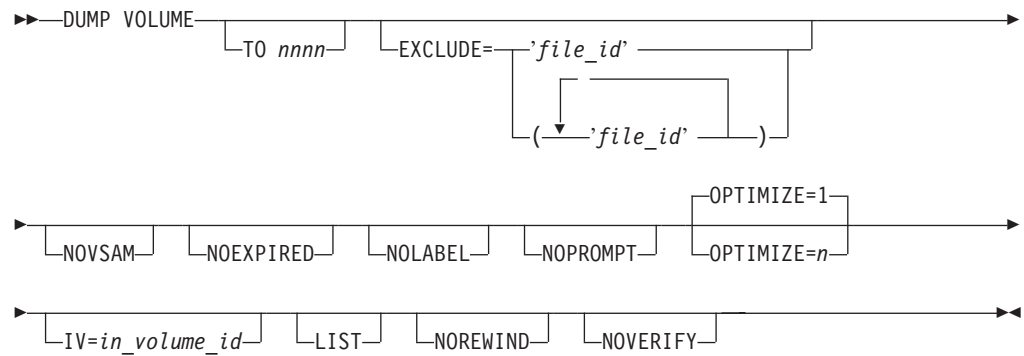 DUMP VOLUME
TO nnnn
EXCLUDE= 'file_id'
( 'file_id' )
OPTIMIZE=1
NOVSAM NOEXPIRED NOLABEL NOPROMPT OPTIMIZE=n
IV=in_volume_id LIST NOREWIND NOVERIFY